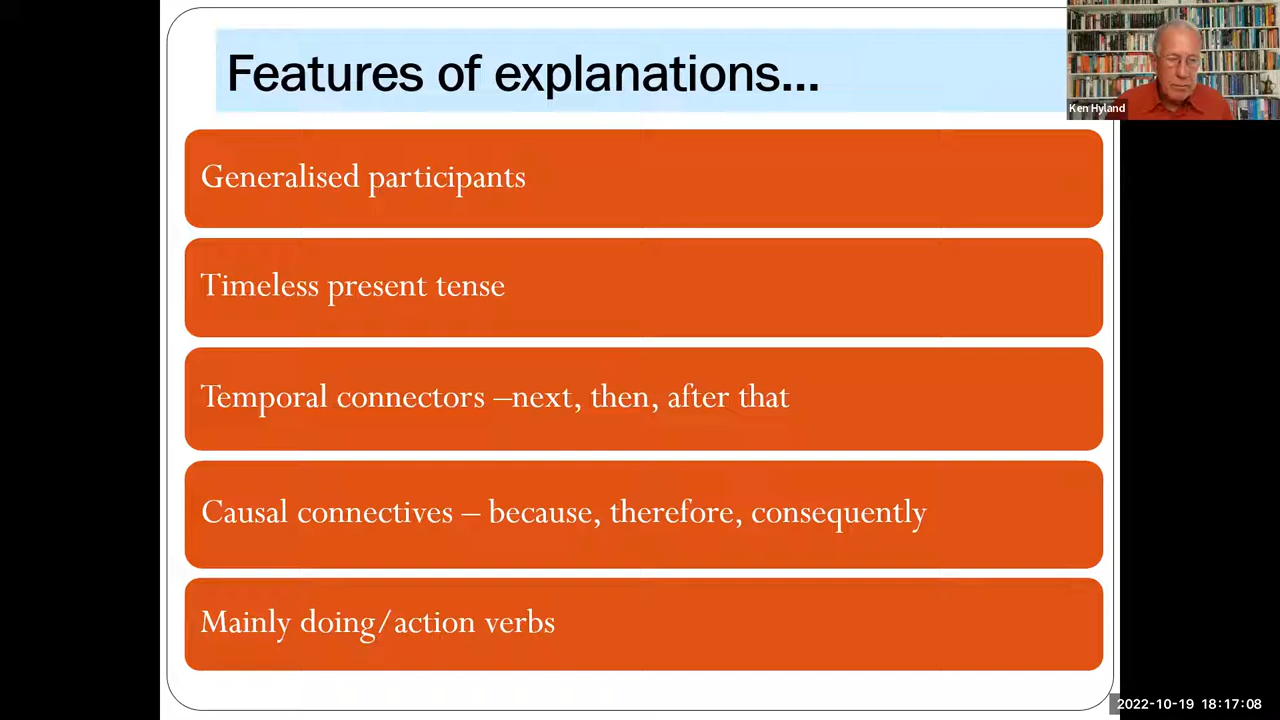 Features of explanations...
Ken Hyland
Generalised participants
Timeless present tense
Temporal connectors –next, then, after that
Causal connectives – because, therefore, consequently
Mainly doing/action verbs
2022-10-19 18:17:08